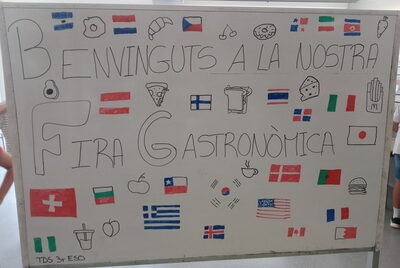 BENVINGUTS A LA NOSTRA
FIRA GASTRONÒMICA
TDS 3r ESO